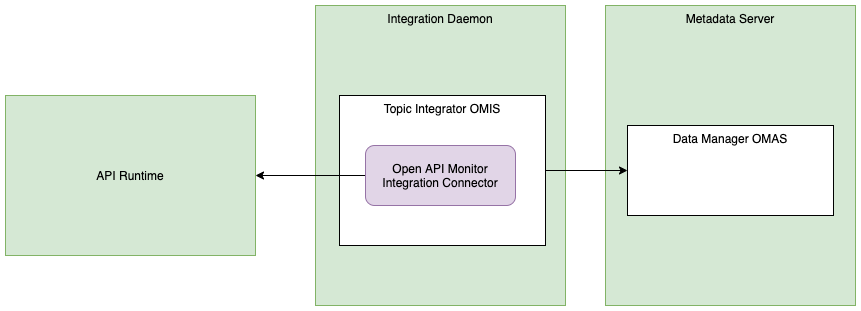 Integration Daemon
Metadata Server
Topic Integrator OMIS
Data Manager OMAS
API Runtime
Open API Monitor
Integration Connector